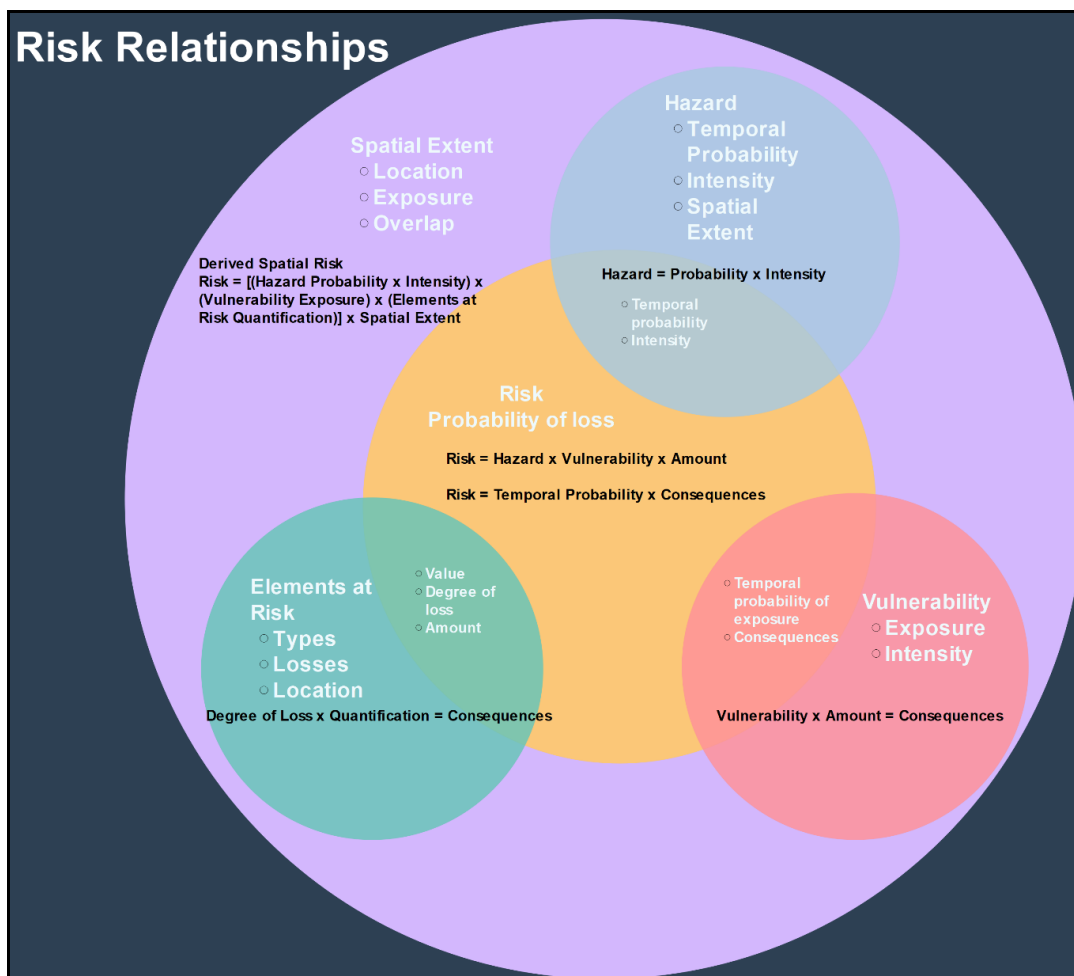 Risk Relationships
Spatial Extent
○ Location
○ Exposure
○ Overlap
Derived Spatial Risk
Risk = [(Hazard Probability x Intensity) x
(Vulnerability Exposure) x (Elements at
Risk Quantification)] x Spatial Extent
Hazard
○ Temporal
Probability
○ Intensity
○ Spatial
Extent
Hazard = Probability x Intensity
○ Temporal
probability
○ Intensity
Risk
Probability of loss
Risk = Hazard x Vulnerability x Amount
Risk = Temporal Probability x Consequences
Elements at
Risk
○ Types
○ Losses
○ Location
○ Value
○ Degree of
loss
○ Amount
Degree of Loss x Quantification = Consequences
○ Temporal
probability of
exposure
○ Consequences
Vulnerability
○ Exposure
○ Intensity
Vulnerability x Amount = Consequences